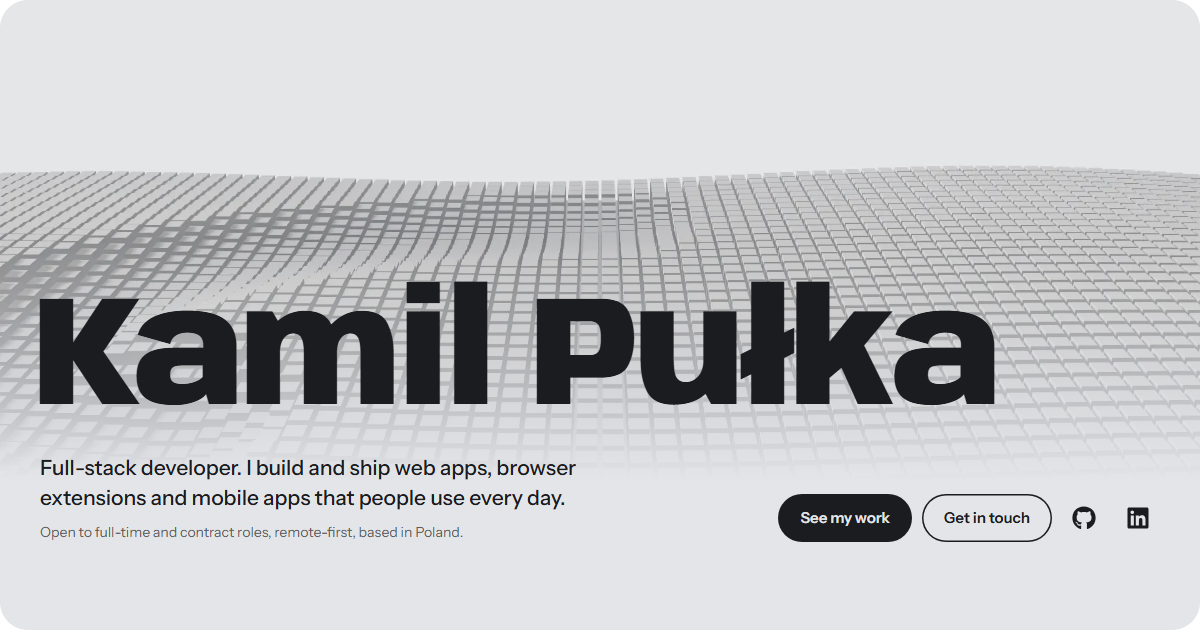 Kamil Pułka
Full-stack developer. I build and ship web apps, browser
extensions and mobile apps that people use every day.
Open to full-time and contract roles, remote-first, based in Poland.
See my work
Get in touch
in